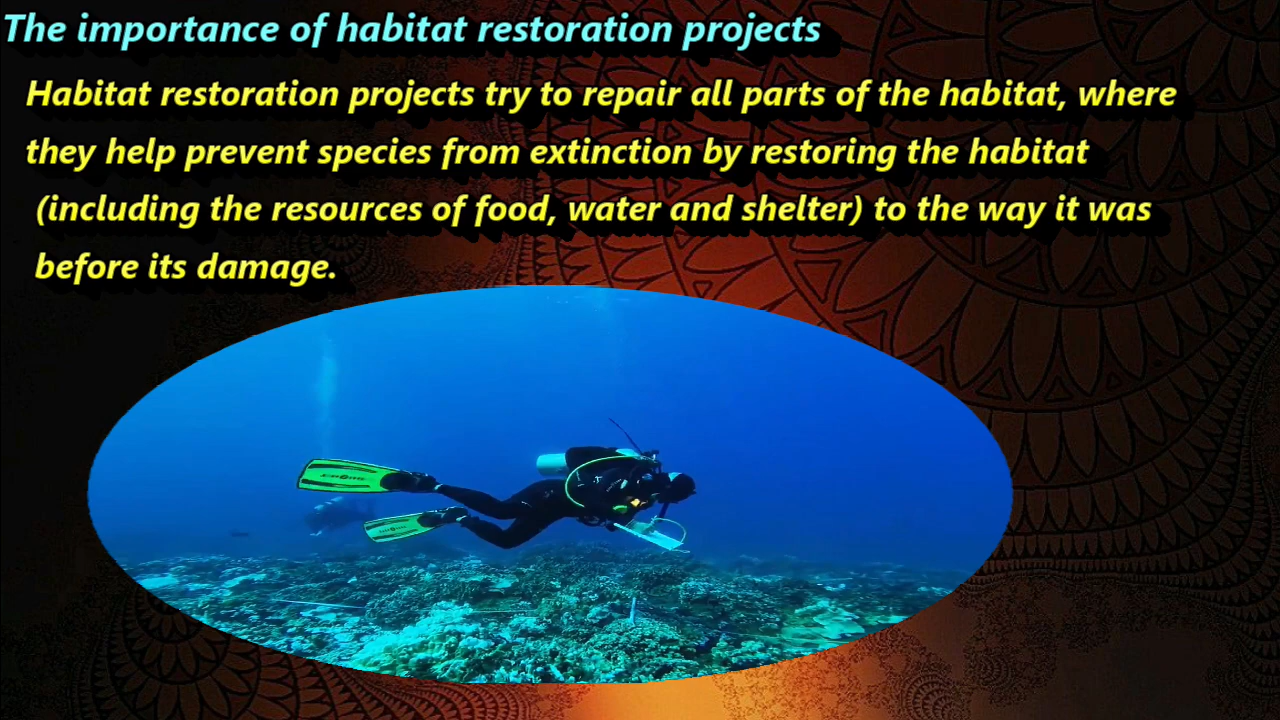 The importance of habitat restoration projects
Habitat restoration projects try to repair all parts of the habitat, where
they help prevent species from extinction by restoring the habitat
(including the resources of food, water and shelter) to the way it was
before its damage.